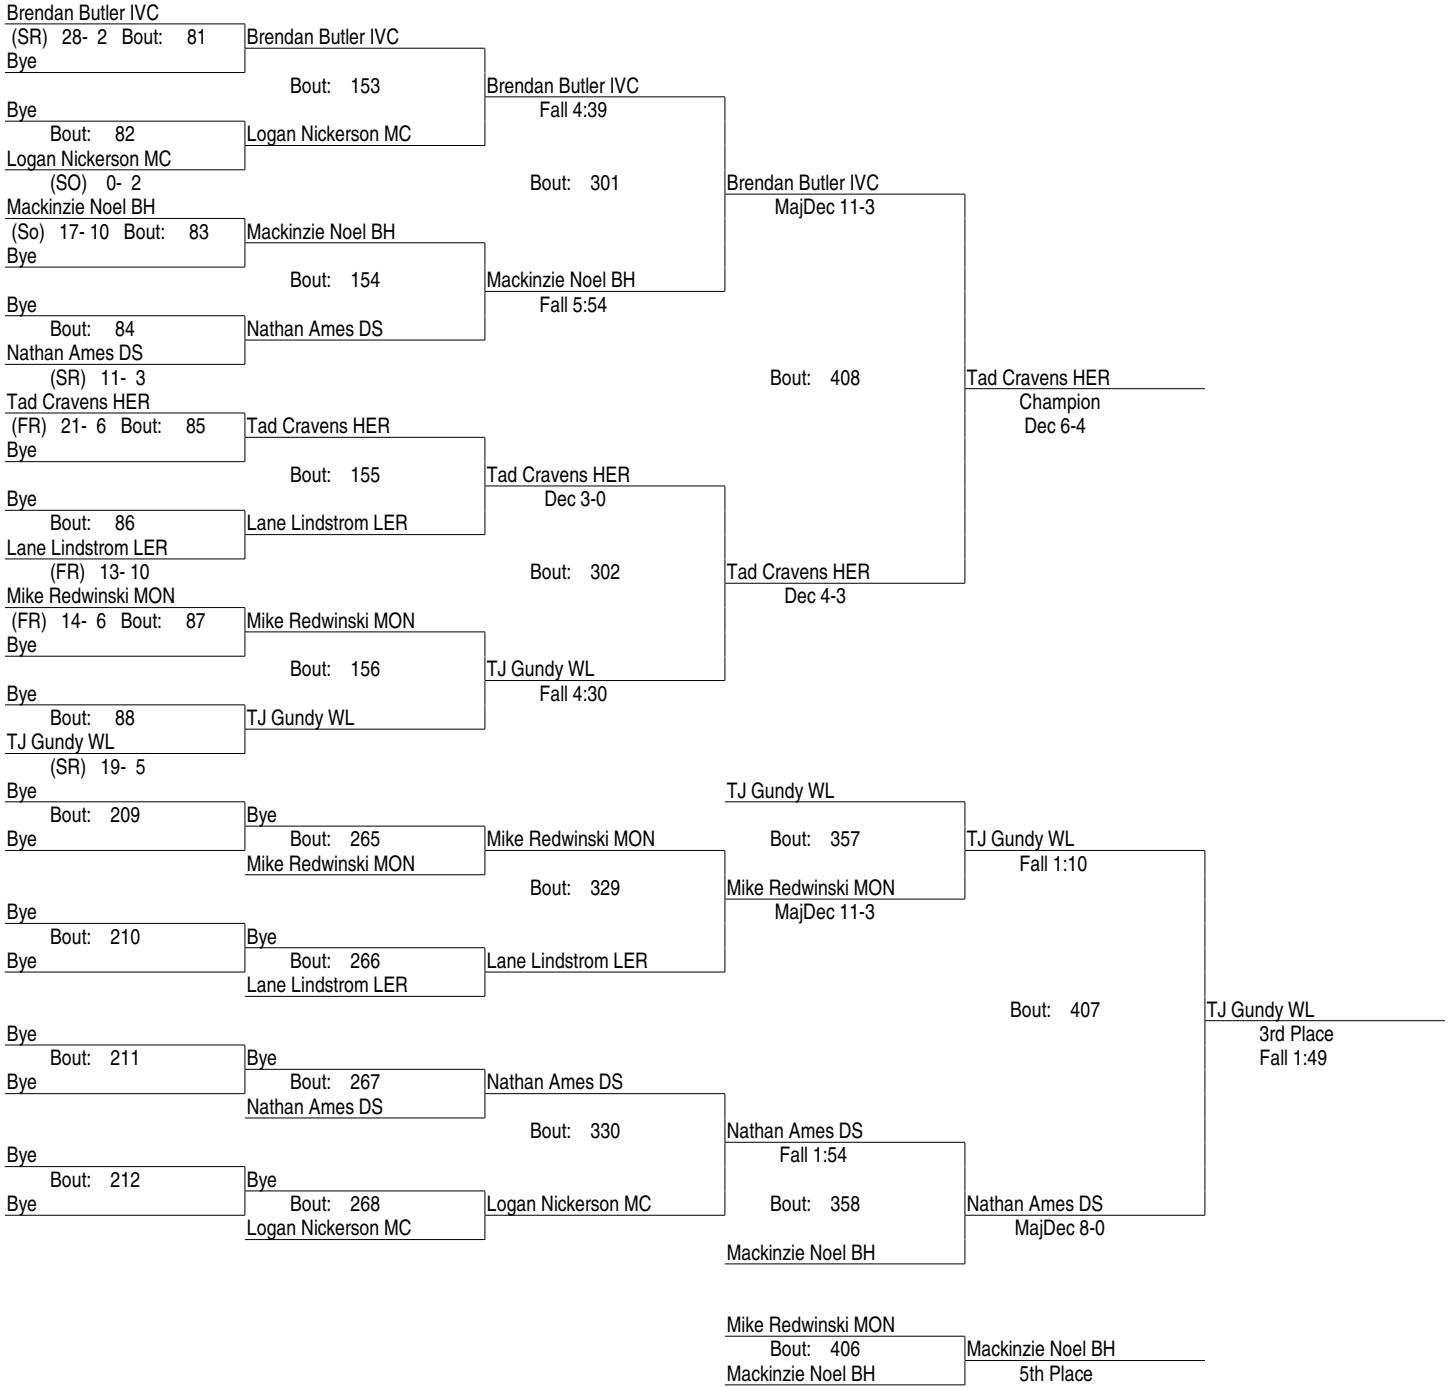 Brendan Butler IVC
(SR) 28- 2 Bout: 81 Brendan Butler IVC
Bye
Bout: 153 Brendan Butler IVC
Bye Fall 4:39
Bout: 82 Logan Nickerson MC
Logan Nickerson MC
(SO) 0- 2 Bout: 301 Brendan Butler IVC
Mackinzie Noel BH MajDec 11-3
(So) 17- 10 Bout: 83 Mackinzie Noel BH
Bye
Bout: 154 Mackinzie Noel BH
Bye Fall 5:54
Bout: 84 Nathan Ames DS
Nathan Ames DS
(SR) 11- 3 Bout: 408 Tad Cravens HER
Tad Cravens HER Champion
(FR) 21- 6 Bout: 85 Tad Cravens HER Dec 6-4
Bye
Bout: 155 Tad Cravens HER
Bye Dec 3-0
Bout: 86 Lane Lindstrom LER
Lane Lindstrom LER
(FR) 13- 10 Bout: 302 Tad Cravens HER
Mike Redwinski MON Dec 4-3
(FR) 14- 6 Bout: 87 Mike Redwinski MON
Bye
Bout: 156 TJ Gundy WL
Bye Fall 4:30
Bout: 88 TJ Gundy WL
TJ Gundy WL
(SR) 19- 5
Bye TJ Gundy WL
Bout: 209 Bye
Bye Bout: 265 Mike Redwinski MON Bout: 357 TJ Gundy WL
Mike Redwinski MON Fall 1:10
Bout: 329 Mike Redwinski MON
Bye MajDec 11-3
Bout: 210 Bye
Bye Bout: 266 Lane Lindstrom LER
Lane Lindstrom LER
Bout: 407 TJ Gundy WL
Bye 3rd Place
Bout: 211 Bye Fall 1:49
Bye Bout: 267 Nathan Ames DS
Nathan Ames DS
Bout: 330 Nathan Ames DS
Bye Fall 1:54
Bout: 212 Bye
Bye Bout: 268 Logan Nickerson MC Bout: 358 Nathan Ames DS
Logan Nickerson MC MajDec 8-0
Mackinzie Noel BH
Mike Redwinski MON
Bout: 406 Mackinzie Noel BH
Mackinzie Noel BH 5th Place